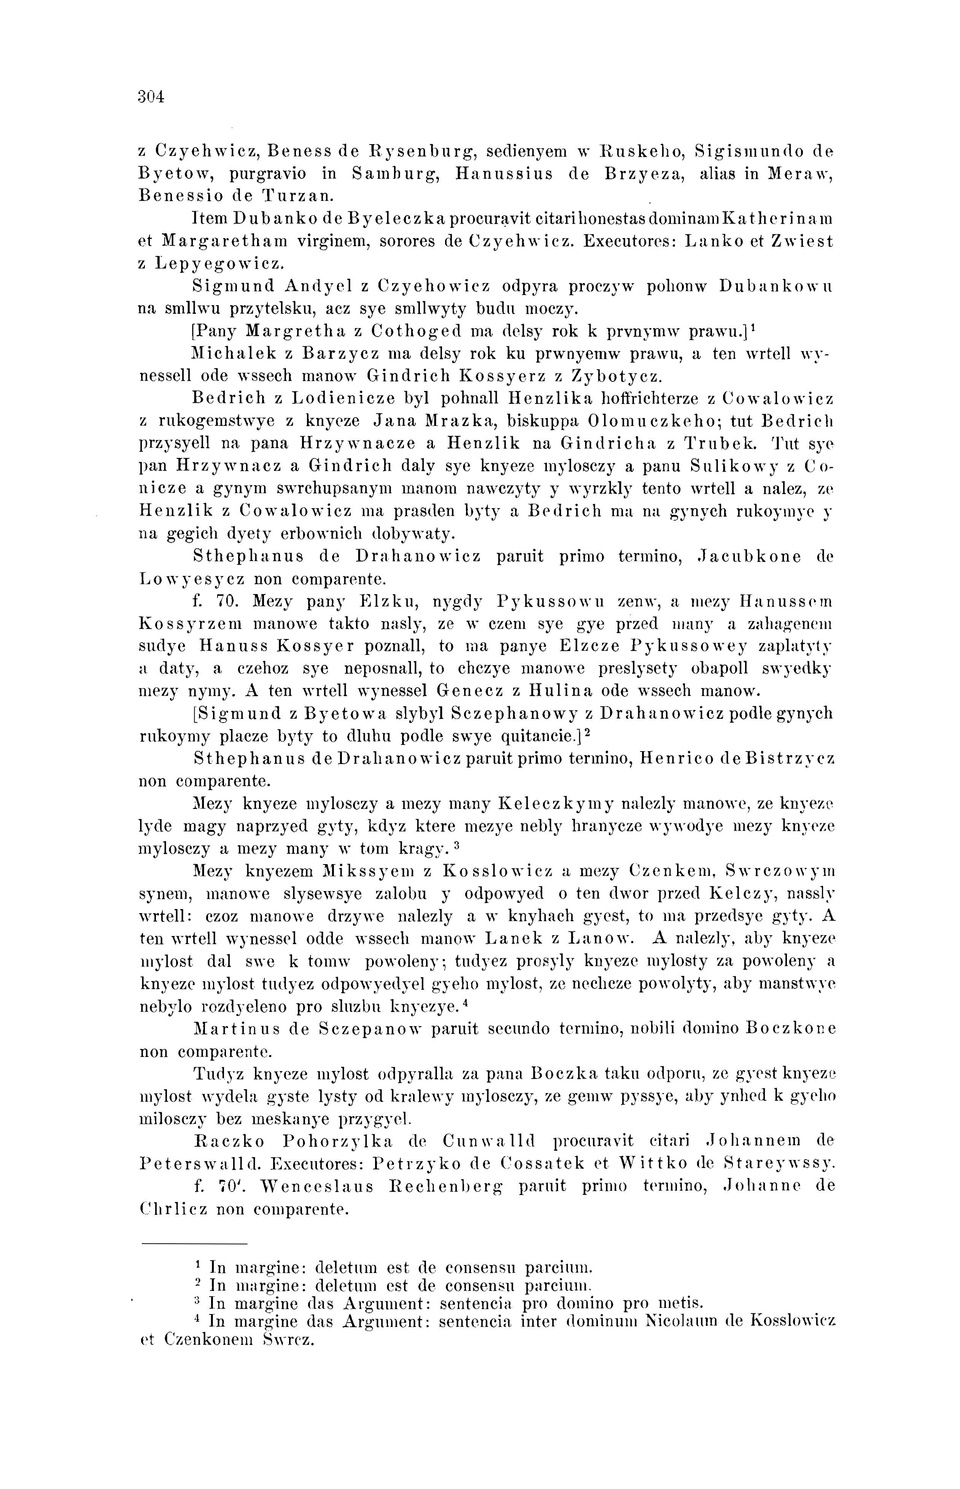 304
z Czyehwicz, Beness de Rysenburg, sedienyem w Ruskeho, Sigismundo de
Byetow, purgravio in Samburg, Hanussius de Brzyeza, alias in Meraw,
Benessio de Turzan.
Item Dubanko de Byeleczka procuravit citari honestas dominam Katherinam
et Margaretham virginem, sorores de Czyehwicz. Executores: Lanko et Zwiest
z Lepyegowicz.
Sigmund Andyel z Czyehowicz odpyra proczyw pohonw Dubankowu
na smllwu przytelsku, acz sye smllwyty budu moczy.
[Pany Margretha z Cothoged ma delsy rok k prvnymw prawu.]¹
Michalek z Barzycz ma delsy rok ku prwnyemw prawu, a ten wrtell wy-
nessell ode wssech manow Gindrich Kossyerz z Zybotycz.
Bedrich z Lodienicze byl pohnall Henzlika hoffrichterze z Cowalowicz
z rukogemstwye z knyeze Jana Mrazka, biskuppa Olomuczkeho; tut Bedrich
przysyell na pana Hrzywnacze a Henzlik na Gindricha z Trubek. Tut sye
pan Hrzywnacz a Gindrich daly sye knyeze mylosczy a panu Sulikowy z Co-
nicze a gynym swrchupsanym manom nawczyty y wyrzkly tento wrtell a nalez, ze
Henzlik z Cowalowicz ma prasden byty a Bedrich ma na gynych rukoymye y
na gegich dyety erbownich dobywaty.
Sthephanus de Drahanowicz paruit primo termino, Jacubkone de
Lowyesycz non comparente.
f. 70. Mezy pany Elzku, nygdy Pykussowu zenw, a mezy Hanussem
Kossyrzem manowe takto nasly, ze w czem sye gye przed many a zahagenem
sudye Hanuss Kossyer poznall, to ma panye Elzcze Pykussowey zaplatyty
a daty, a czehoz sye neposnall, to chczye manowe preslysety obapoll swyedky
mezy nymy. A ten wrtell wynessel Genecz z Hulina ode wssech manow.
[Sigmund z Byetowa slybyl Sczephanowy z Drahanowicz podle gynych
rukoymy placze byty to dluhu podle swye quitancie.]²
Sthephanus de Drahanowicz paruit primo termino, Henrico de Bistrzycz
non comparente.
Mezy knyeze mylosczy a mezy many Keleczkymy nalezly manowe, ze knyeze
lyde magy naprzyed gyty, kdyz ktere mezye nebly hranycze wywodye mezy knyeze
mylosczy a mezy many w tom kragy.³
Mezy knyezem Mikssyem z Kosslowicz a mezy Czenkem, Swrczowym
synem, manowe slysewsye zalobu y odpowyed o ten dwor przed Kelczy, nassly
wrtell: czoz manowe drzywe nalezly a w knyhach gyest, to ma przedsye gyty. A
ten wrtell wynessel odde wssech manow Lanek z Lanow. A nalezly, aby knyeze
mylost dal swe k tomw powoleny; tudyez prosyly knyeze mylosty za powoleny a
knyeze mylost tudyez odpowyedyel gyeho mylost, ze nechcze powolyty, aby manstwye
nebylo rozdyeleno pro sluzbu knyezye.⁴
Martinus de Sczepanow paruit secundo termino, nobili domino Boczkone
non comparente.
Tudyz knyeze mylost odpyralla za pana Boczka taku odporu, ze gyest knyeze
mylost wydela gyste lysty od kralewy mylosczy, ze gemw pyssye, aby ynhed k gyeho
milosczy bez meskanye przygyel.
Raczko Pohorzylka de Cunwalld procuravit citari Johannem de
Peterswalld. Executores: Petrzyko de Cossatek et Wittko de Stareywssy.
f. 70'. Wenceslaus Rechenberg paruit primo termino, Johanne de
Chrlicz non comparente.
¹ In margine: deletum est de consensu parcium.
² In margine: deletum est de consensu parcium.
³ In margine das Argument: sentencia pro domino pro metis.
⁴ In margine das Argument: sentencia inter dominum Nicolaum de Kosslowicz
et Czenkonem Swrcz.